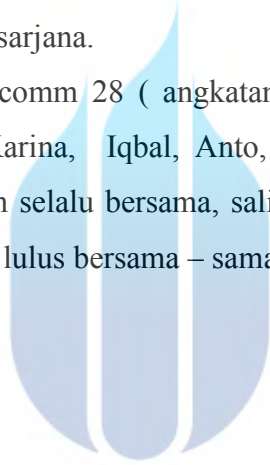 sarjana.
comm 28 ( angkatan
Karina, Iqbal, Anto,
selalu bersama, sali
lulus bersama – sama